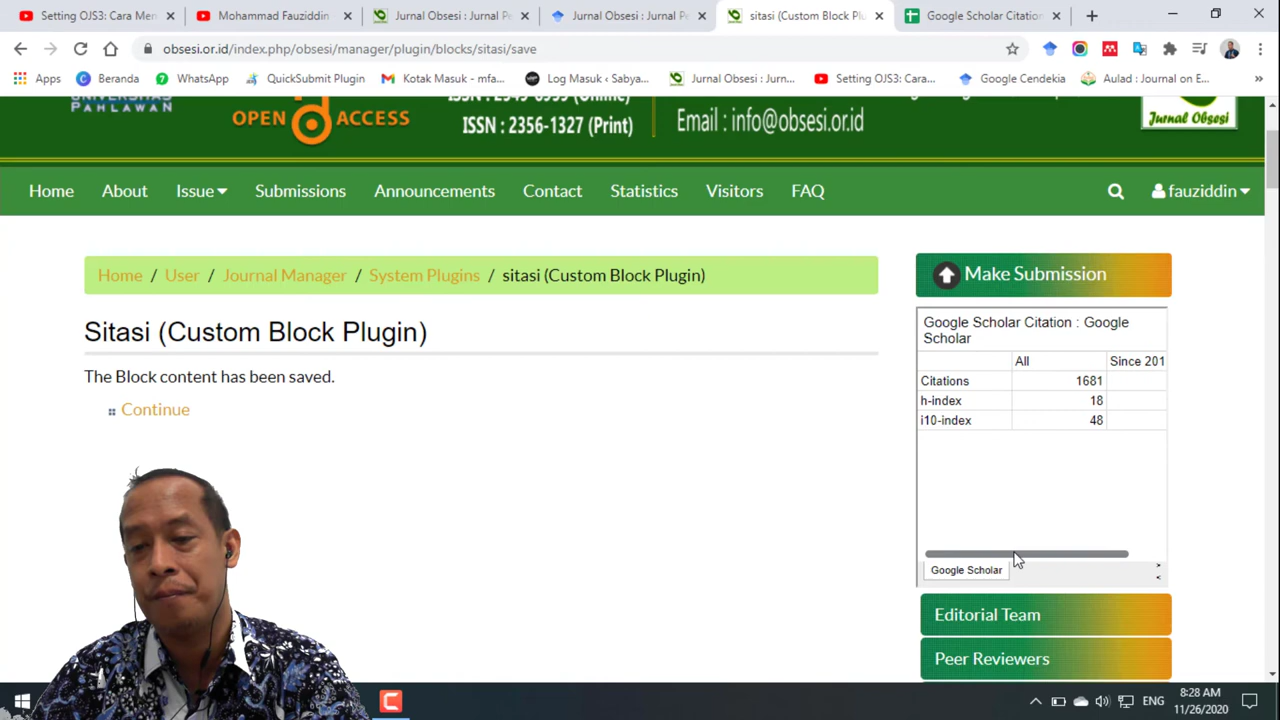 Setting OJS3: Cara Men
Mohammad Fauziddin
Jurnal Obsesi : Jurnal Pe
Jurnal Obsesi : Jurnal Pe
sitasi (Custom Block Plu
Google Scholar Citation
obsesi.or.id/index.php/obsesi/manager/plugin/blocks/sitasi/save
Apps
Beranda
WhatsApp
QuickSubmit Plugin
Kotak Masuk - mfa...
Log Masuk ‹ Sabya...
Jurnal Obsesi : Jurn...
Setting OJS3: Cara...
Google Cendekia
Aulad : Journal on E...
»
PAHLAWAN
OPEN ACCESS
ISSN : 2356-1327 (Print)
Email : info@obsesi.or.id
Jurnal Obsesi
Home
About
Issue
Submissions
Announcements
Contact
Statistics
Visitors
FAQ
fauziddin
Home / User / Journal Manager / System Plugins / sitasi (Custom Block Plugin)
Sitasi (Custom Block Plugin)
The Block content has been saved.
Continue
Make Submission
Google Scholar Citation : Google
Scholar
All Since 201
Citations 1681
h-index 18
i10-index 48
Google Scholar
Editorial Team
Peer Reviewers
ENG
8:28 AM
11/26/2020